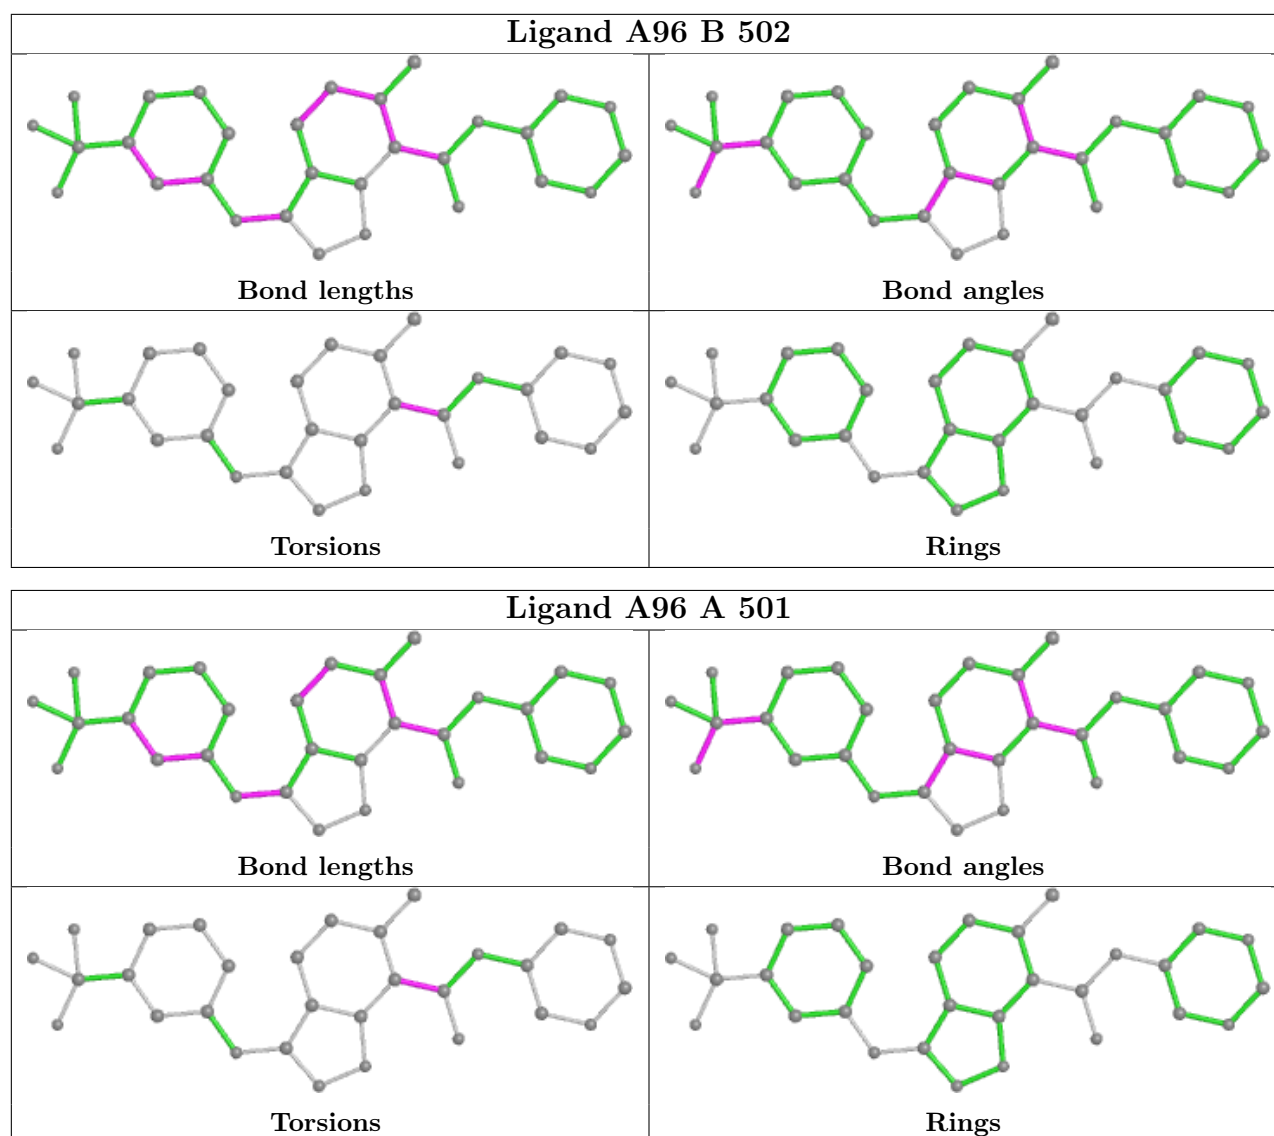 Ligand A96 B 502
Bond lengths
Bond angles
Torsions
Rings
Ligand A96 A 501
Bond lengths
Bond angles
Torsions
Rings